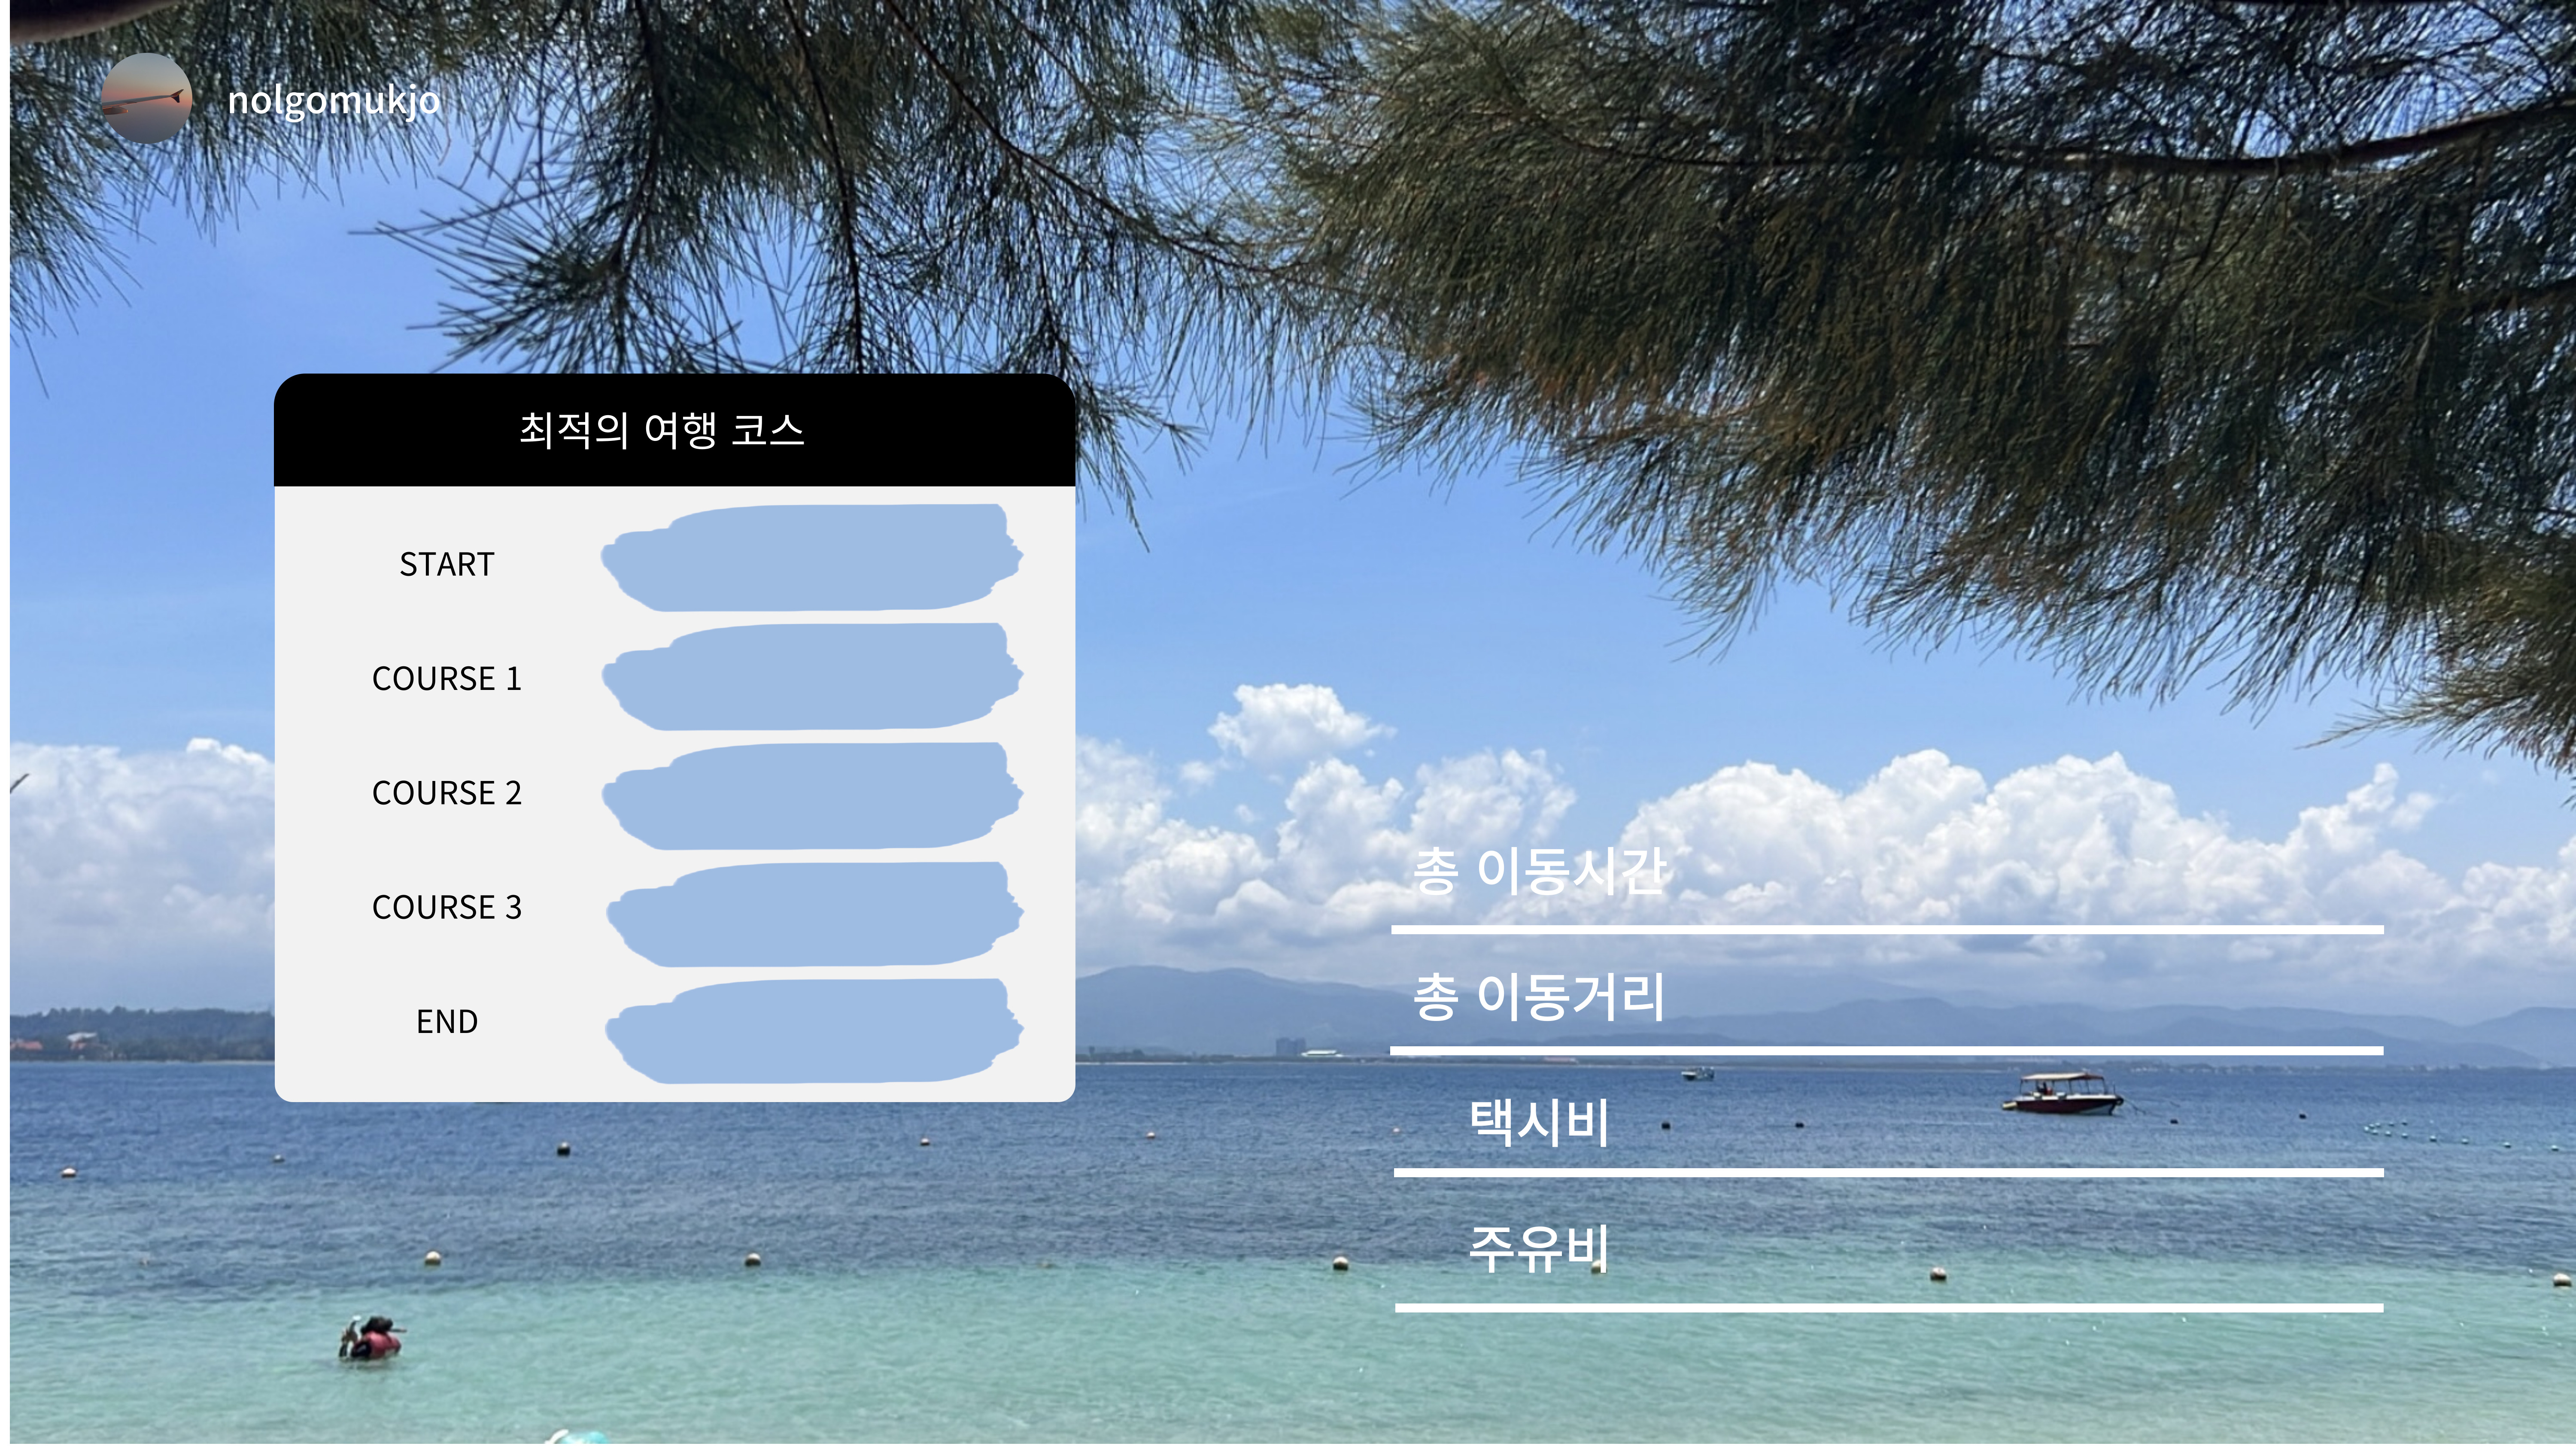 nolgomukjo
최적의 여행 코스
START
COURSE 1
COURSE 2
COURSE 3
END
총 이동시간
총 이동거리
택시비
주유비